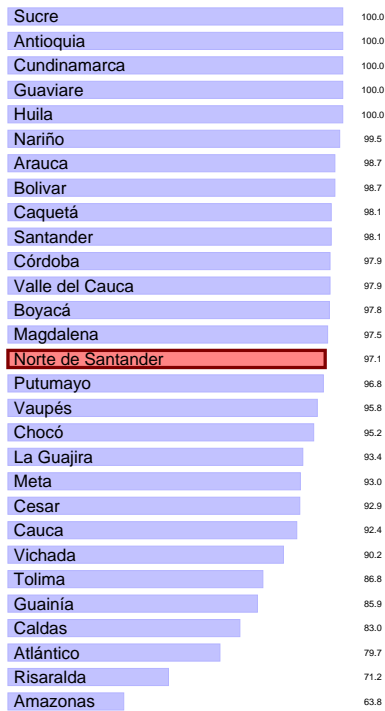 Sucre 100.0
Antioquia 100.0
Cundinamarca 100.0
Guaviare 100.0
Huila 100.0
Nariño 99.5
Arauca 98.7
Bolivar 98.7
Caquetá 98.1
Santander 98.1
Córdoba 97.9
Valle del Cauca 97.9
Boyacá 97.8
Magdalena 97.5
Norte de Santander 97.1
Putumayo 96.8
Vaupés 95.8
Chocó 95.2
La Guajira 93.4
Meta 93.0
Cesar 92.9
Cauca 92.4
Vichada 90.2
Tolima 86.8
Guainía 85.9
Caldas 83.0
Atlántico 79.7
Risaralda 71.2
Amazonas 63.8